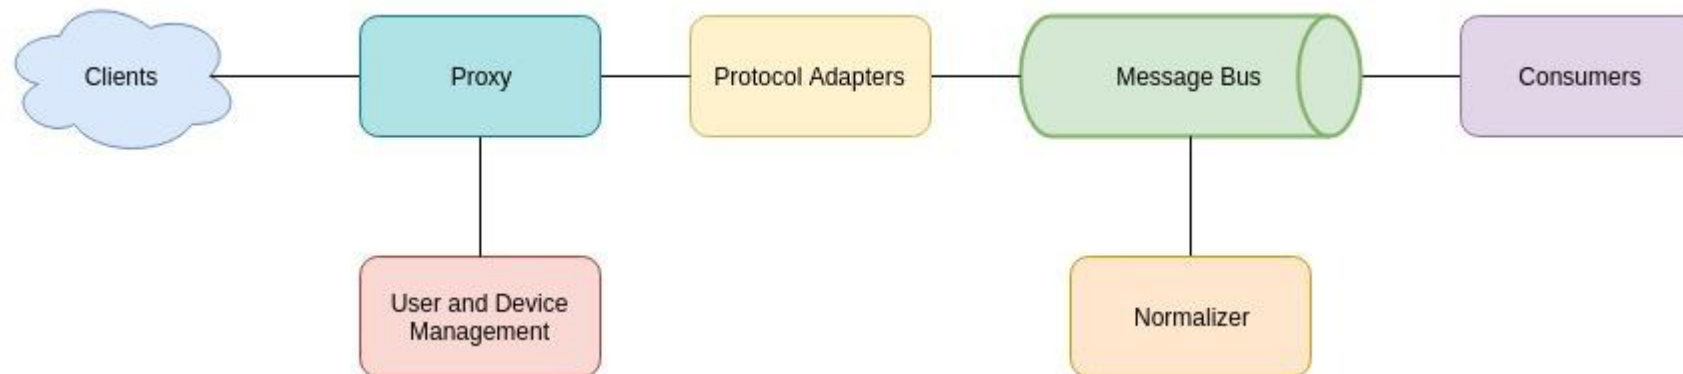 Clients
Proxy
Protocol Adapters
Message Bus
Consumers
User and Device
Management
Normalizer